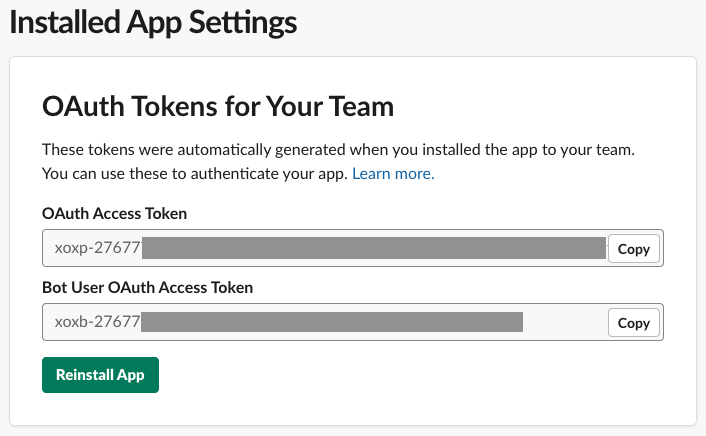 Installed App Settings
OAuth Tokens for Your Team
These tokens were automatically generated when you installed the app to your team.
You can use these to authenticate your app. Learn more.
OAuth Access Token
xoxp-27677
Copy
Bot User OAuth Access Token
xoxb-27677
Copy
Reinstall App